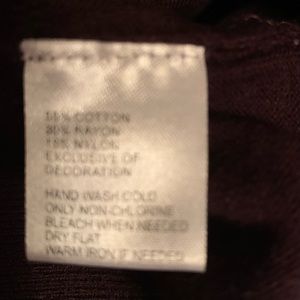 55% COTTON
30% RAYON
15% NYLON
EXCLUSIVE OF
DECORATION
HAND WASH COLD
ONLY NON-CHLORINE
BLEACH WHEN NEEDED
DRY FLAT
WARM IRON IF NEEDED